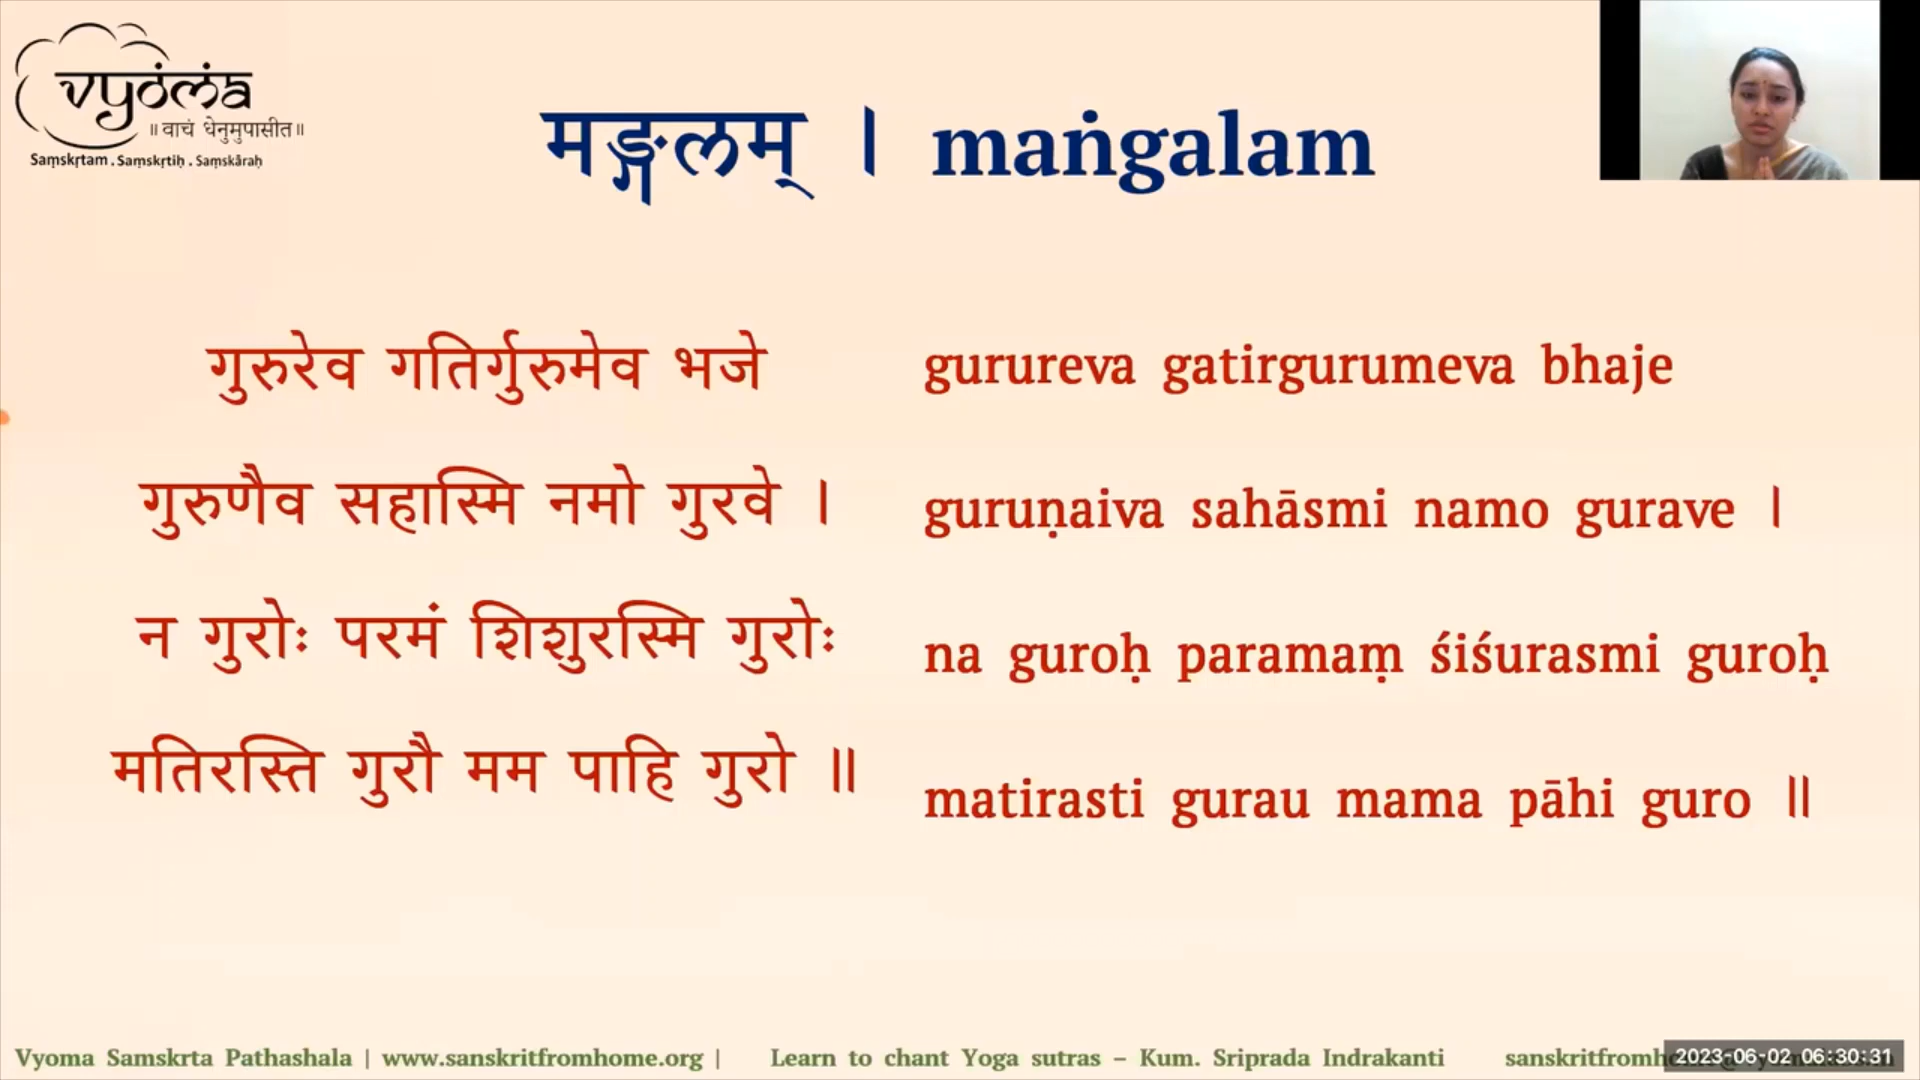 vyoma
॥ वाचं धेनुमुपासीत ॥
Saṃskṛtam . Saṃskṛtiḥ . Saṃskāraḥ
मङ्गलम् । maṅgalam
गुरुरेव गतिर्गुरुमेव भजे
गुरुणैव सहास्मि नमो गुरवे ।
न गुरोः परमं शिशुरस्मि गुरोः
मतिरस्ति गुरौ मम पाहि गुरो ॥
gurureva gatirgurumeva bhaje
guruṇaiva sahāsmi namo gurave ।
na guroḥ paramaṃ śiśurasmi guroḥ
matirasti gurau mama pāhi guro ॥
Vyoma Samskrta Pathashala | www.sanskritfromhome.org | Learn to chant Yoga sutras – Kum. Sriprada Indrakanti
2023-06-02 06:30:31